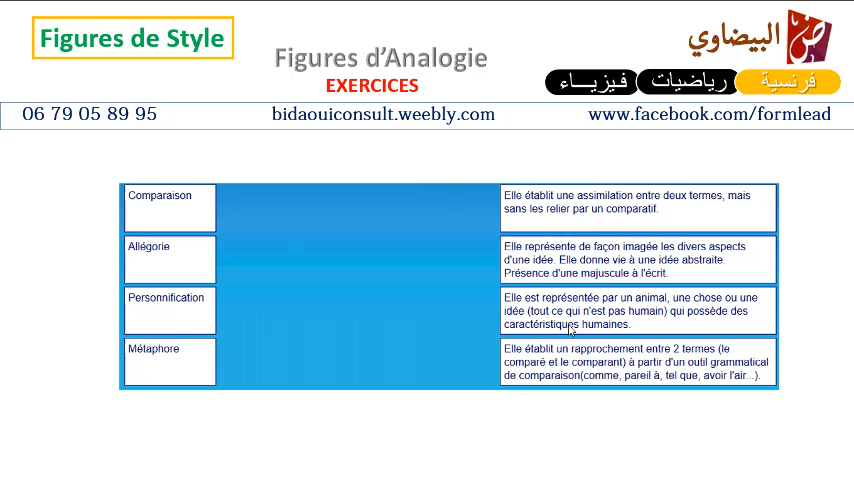 Figures de Style
Figures d'Analogie
EXERCICES
البيضاوي
فرنسية
رياضيات
فيزيـــاء
06 79 05 89 95
bidaouiconsult.weebly.com
www.facebook.com/formlead
Comparaison
Elle établit une assimilation entre deux termes, mais
sans les relier par un comparatif.
Allégorie
Elle représente de façon imagée les divers aspects
d'une idée. Elle donne vie à une idée abstraite.
Présence d'une majuscule à l'écrit.
Personnification
Elle est représentée par un animal, une chose ou une
idée (tout ce qui n'est pas humain) qui possède des
caractéristiques humaines.
Métaphore
Elle établit un rapprochement entre 2 termes (le
comparé et le comparant) à partir d'un outil grammatical
de comparaison(comme, pareil à, tel que, avoir l'air...).